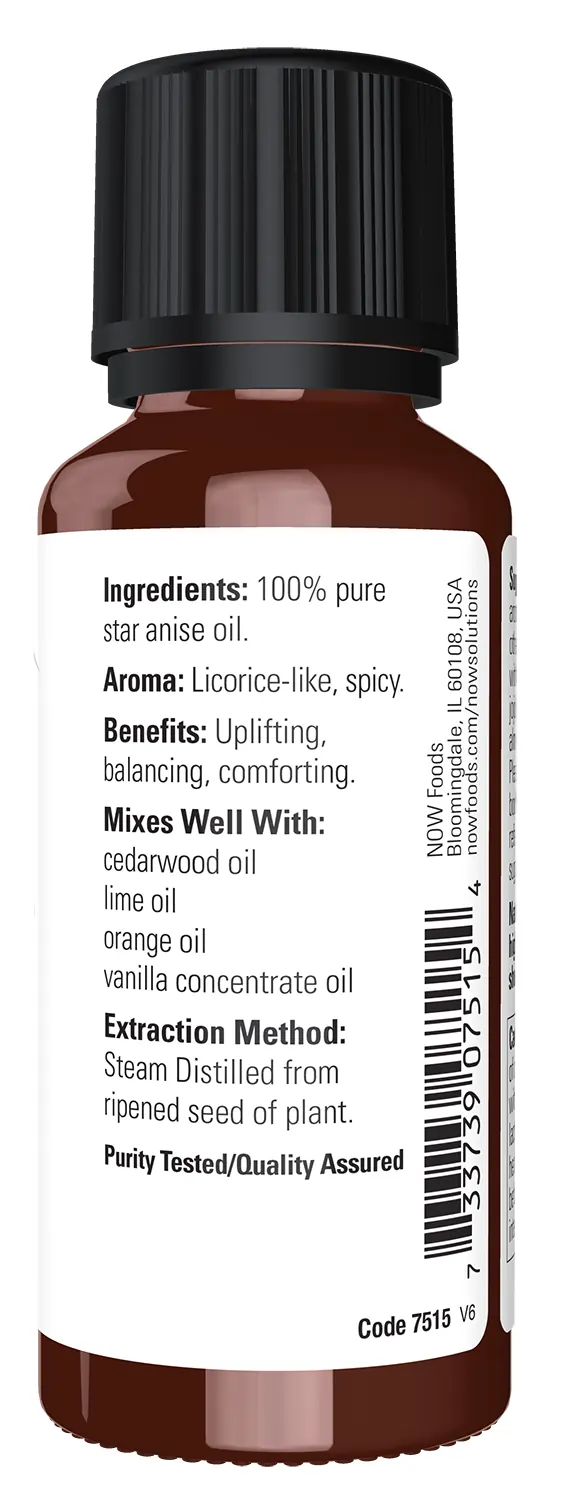 Ingredients: 100% pure
star anise oil.
Aroma: Licorice-like, spicy.
Benefits: Uplifting,
balancing, comforting.
Mixes Well With:
cedarwood oil
lime oil
orange oil
vanilla concentrate oil
Extraction Method:
Steam Distilled from
ripened seed of plant.
Purity Tested/Quality Assured
NOW Foods
Bloomingdale, IL 60108, USA
nowfoods.com/nowsolutions
7 33739 07515 4
Code 7515 V6